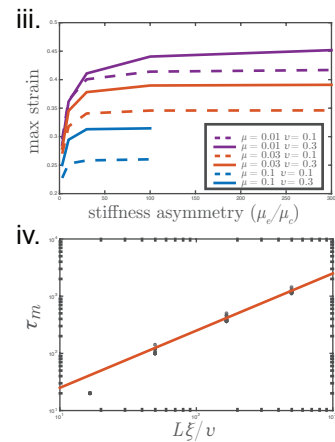 iii.
max strain
0.5
0.45
0.4
0.35
0.3
0.25
0.2
0 50 100 150 200 250 300
μ = 0.01 v = 0.1
μ = 0.01 v = 0.3
μ = 0.03 v = 0.1
μ = 0.03 v = 0.3
μ = 0.1 v = 0.1
μ = 0.1 v = 0.3
stiffness asymmetry (μₑ/μ_c)
iv.
τₘ
Lξ/v